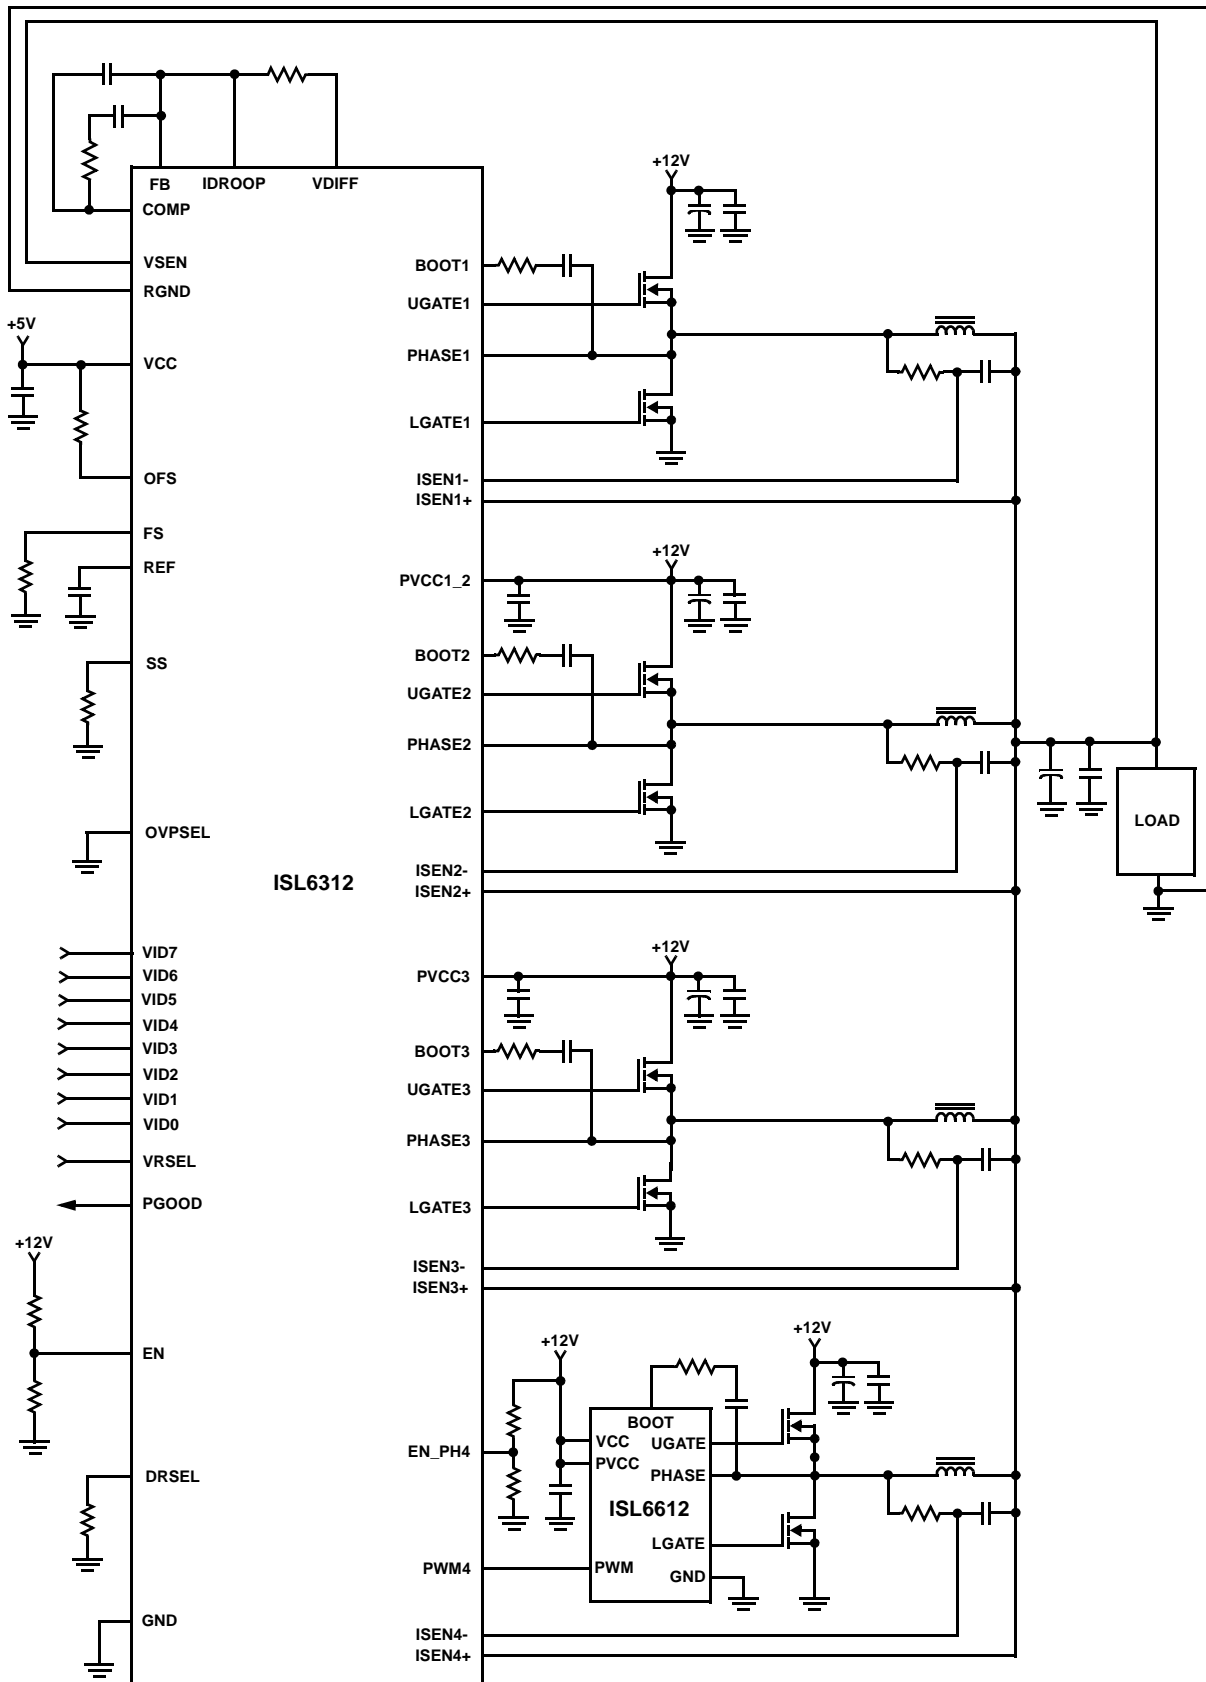 FB
IDROOP
VDIFF
COMP
VSEN
RGND
+5V
VCC
OFS
FS
REF
SS
OVPSEL
ISL6312
VID7
VID6
VID5
VID4
VID3
VID2
VID1
VID0
VRSEL
PGOOD
+12V
EN
DRSEL
GND
+12V
BOOT1
UGATE1
PHASE1
LGATE1
ISEN1-
ISEN1+
+12V
PVCC1_2
BOOT2
UGATE2
PHASE2
LGATE2
ISEN2-
ISEN2+
LOAD
+12V
PVCC3
BOOT3
UGATE3
PHASE3
LGATE3
ISEN3-
ISEN3+
+12V
+12V
EN_PH4
BOOT
VCC
UGATE
PVCC
PHASE
ISL6612
LGATE
PWM4
PWM
GND
ISEN4-
ISEN4+